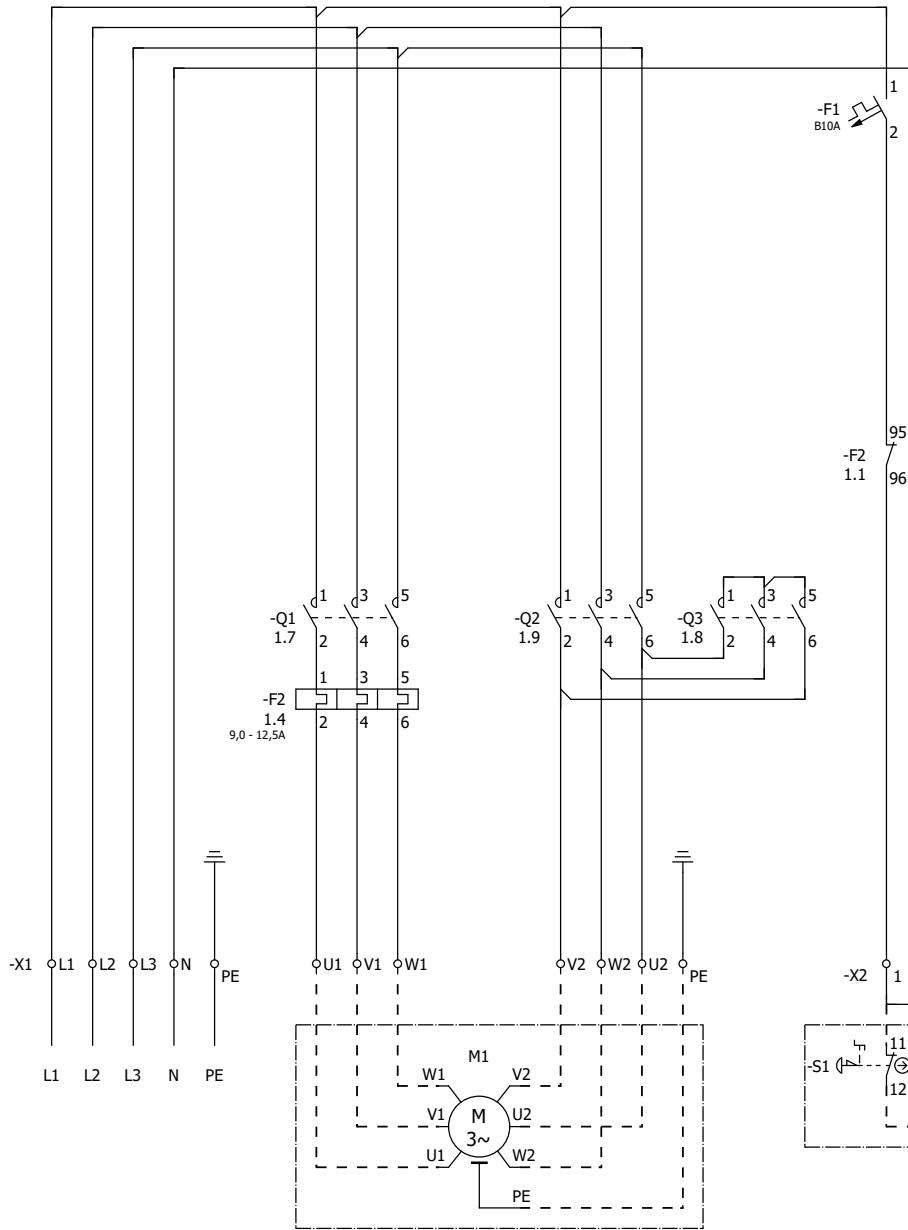 1
-F1
B10A
2
95
-F2
1.1
96
1 3 5
-Q1
1.7
2 4 6
1 3 5
-Q2
1.9
2 4 6
1 3 5
-Q3
1.8
2 4 6
1 3 5
-F2
1.4
9,0 - 12,5A
2 4 6
-X1 L1 L2 L3 N PE
U1 V1 W1
V2 W2 U2 PE
-X2 1
L1 L2 L3 N PE
M1
W1 V2
V1 M 3~ U2
U1 W2
PE
11
-S1
12